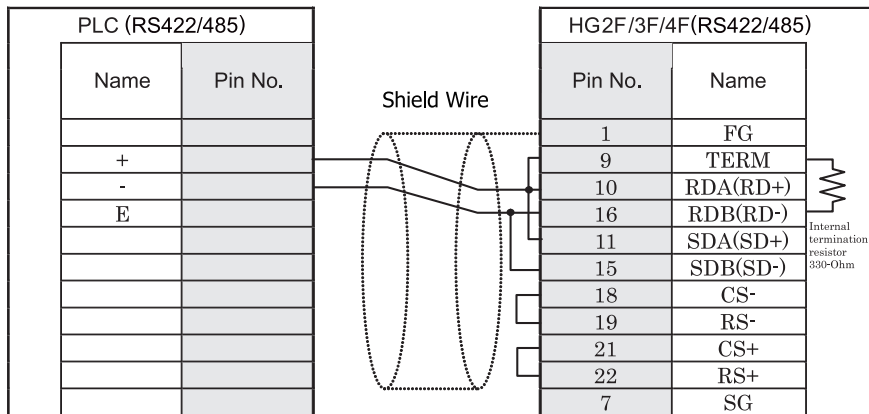 PLC (RS422/485)
HG2F/3F/4F(RS422/485)
Name Pin No.
Shield Wire
Pin No. Name
1 FG
+ 9 TERM
- 10 RDA(RD+)
E 16 RDB(RD-)
Internal
termination
resistor
330-Ohm
11 SDA(SD+)
15 SDB(SD-)
18 CS-
19 RS-
21 CS+
22 RS+
7 SG